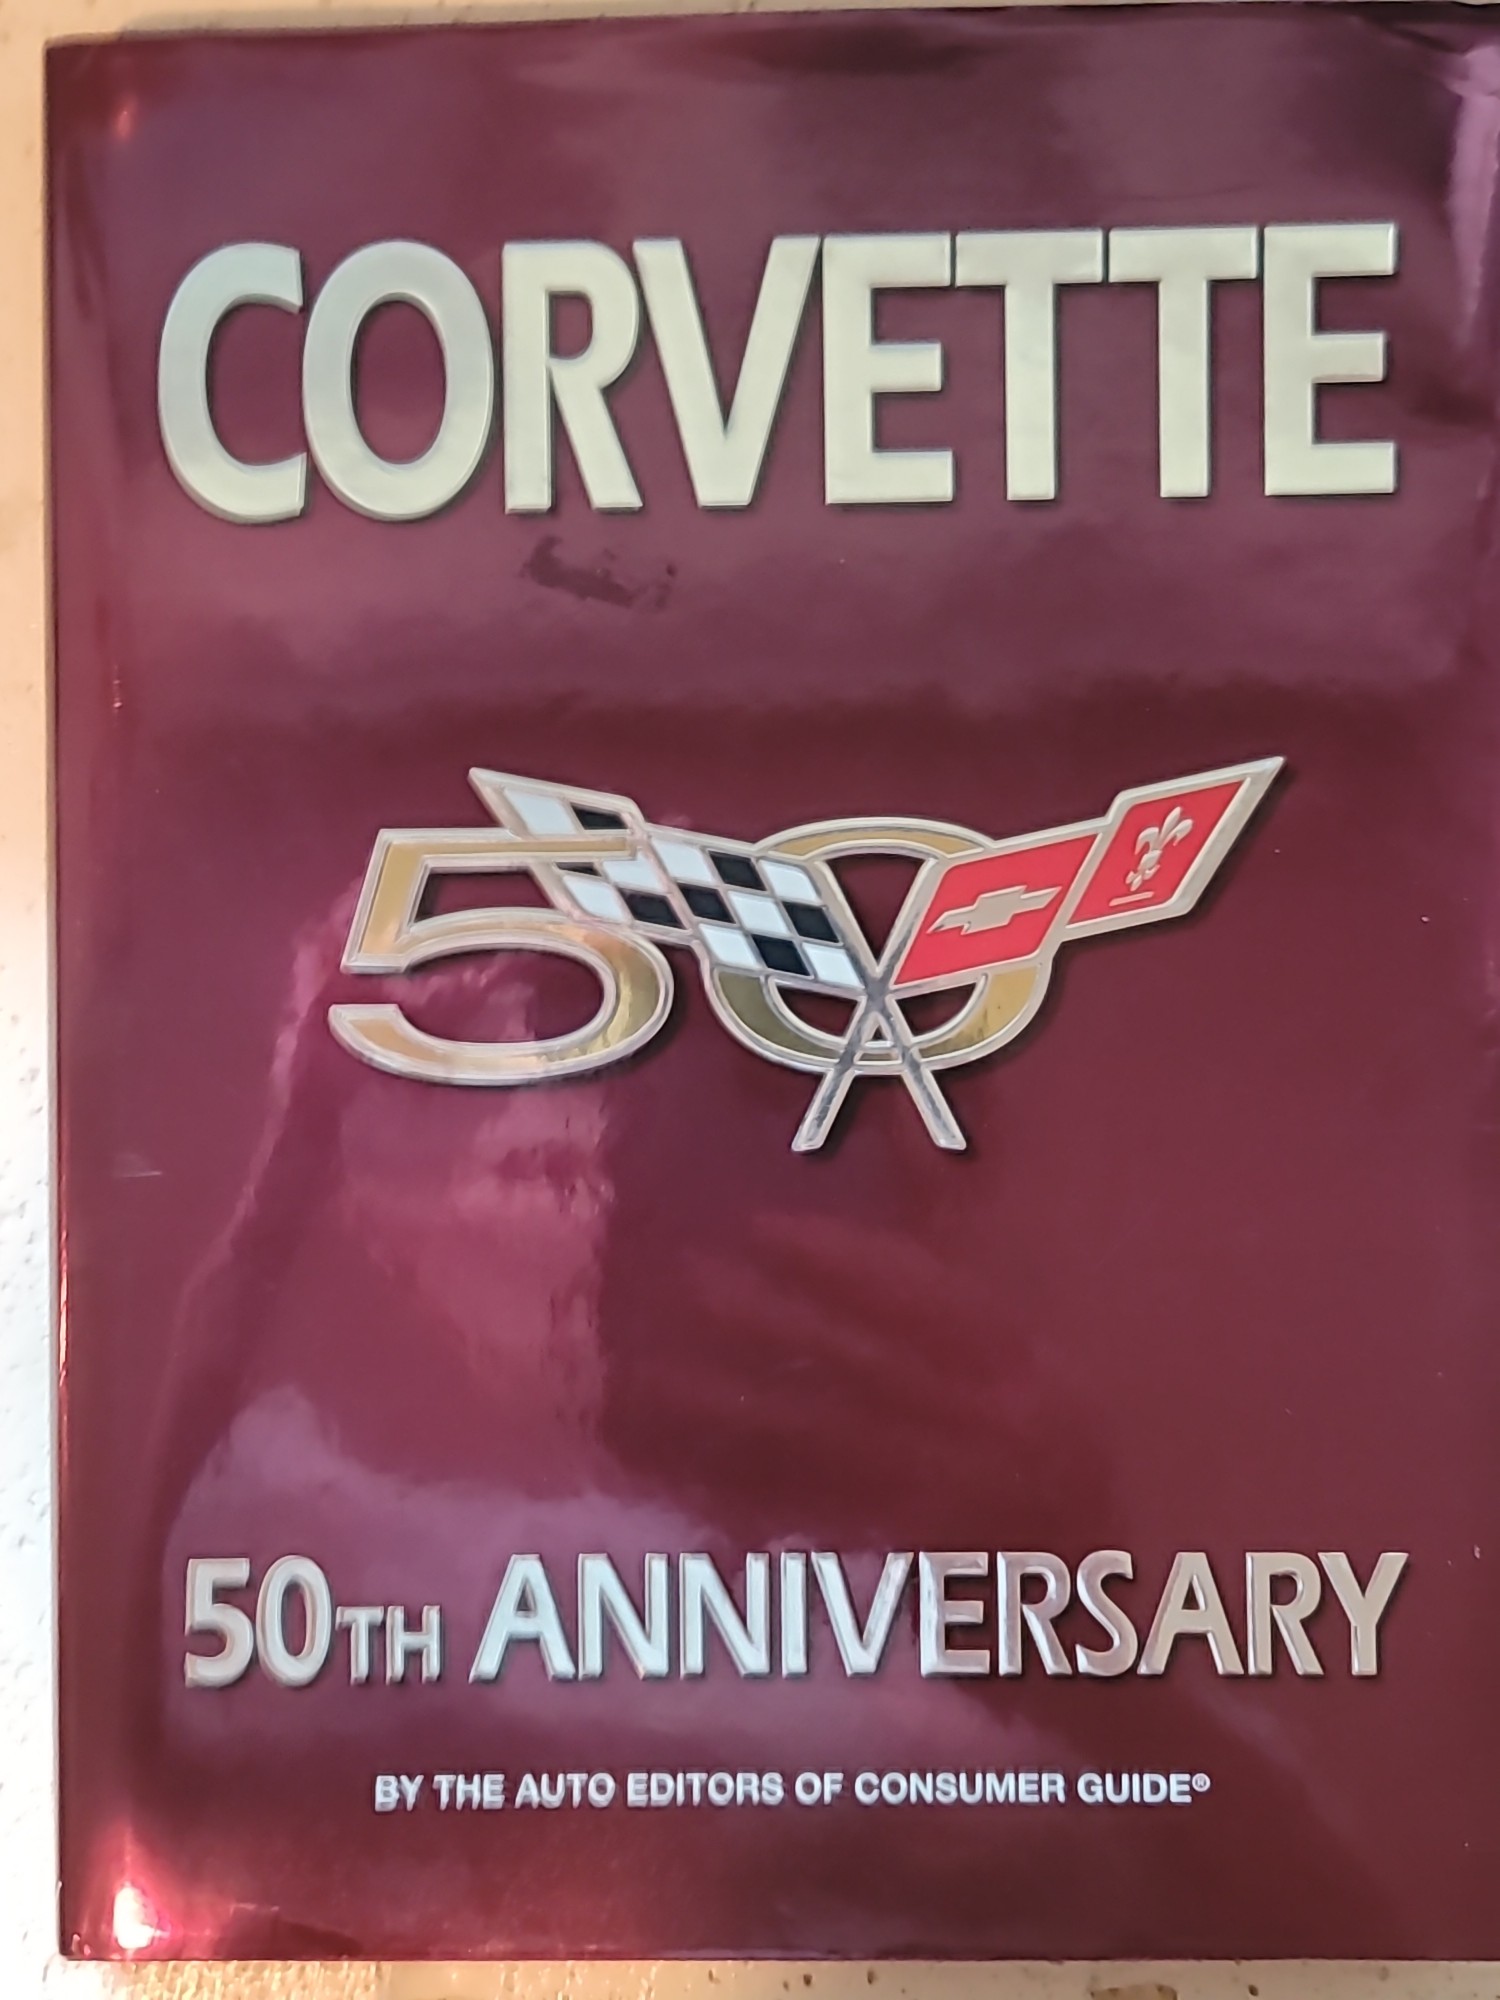 CORVETTE
50
50TH ANNIVERSARY
BY THE AUTO EDITORS OF CONSUMER GUIDE®